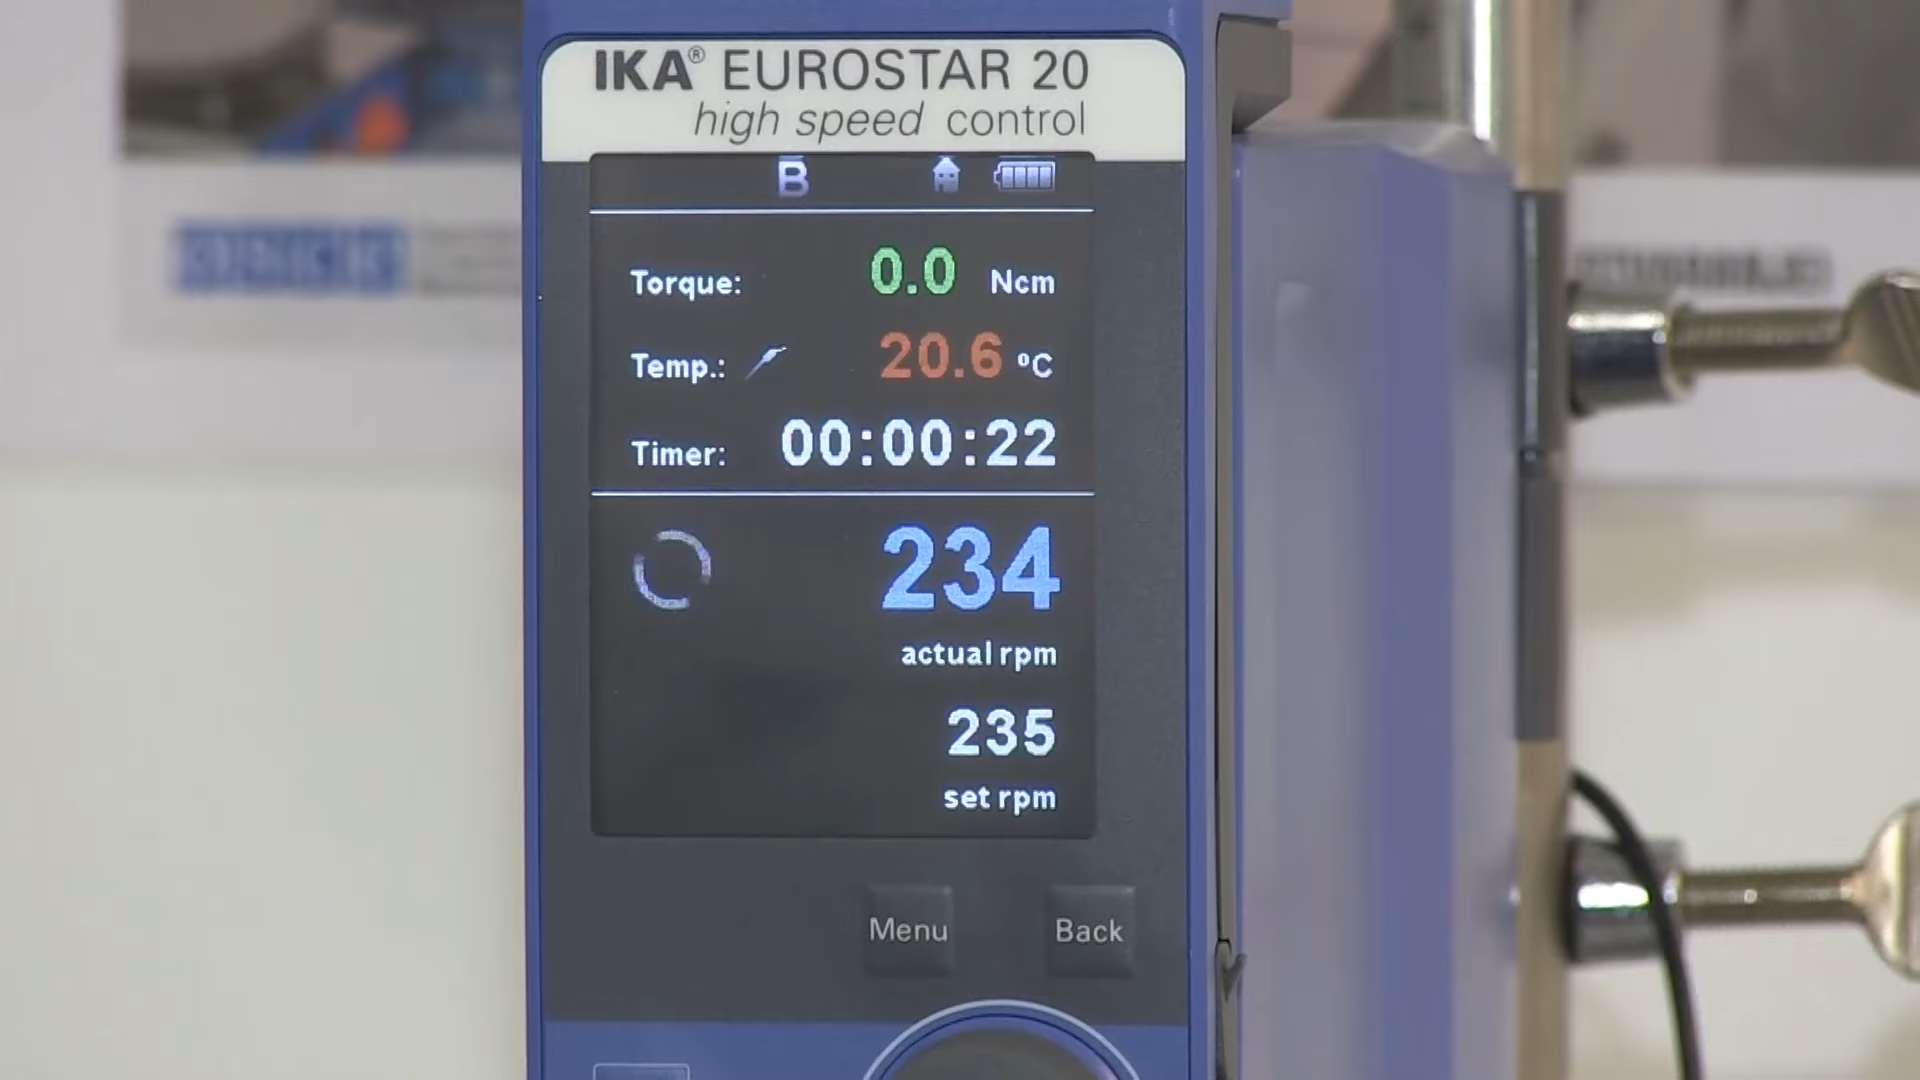 IKA® EUROSTAR 20
high speed control
B
Torque: 0.0 Ncm
Temp.: 20.6 °C
Timer: 00:00:22
234
actual rpm
235
set rpm
Menu Back